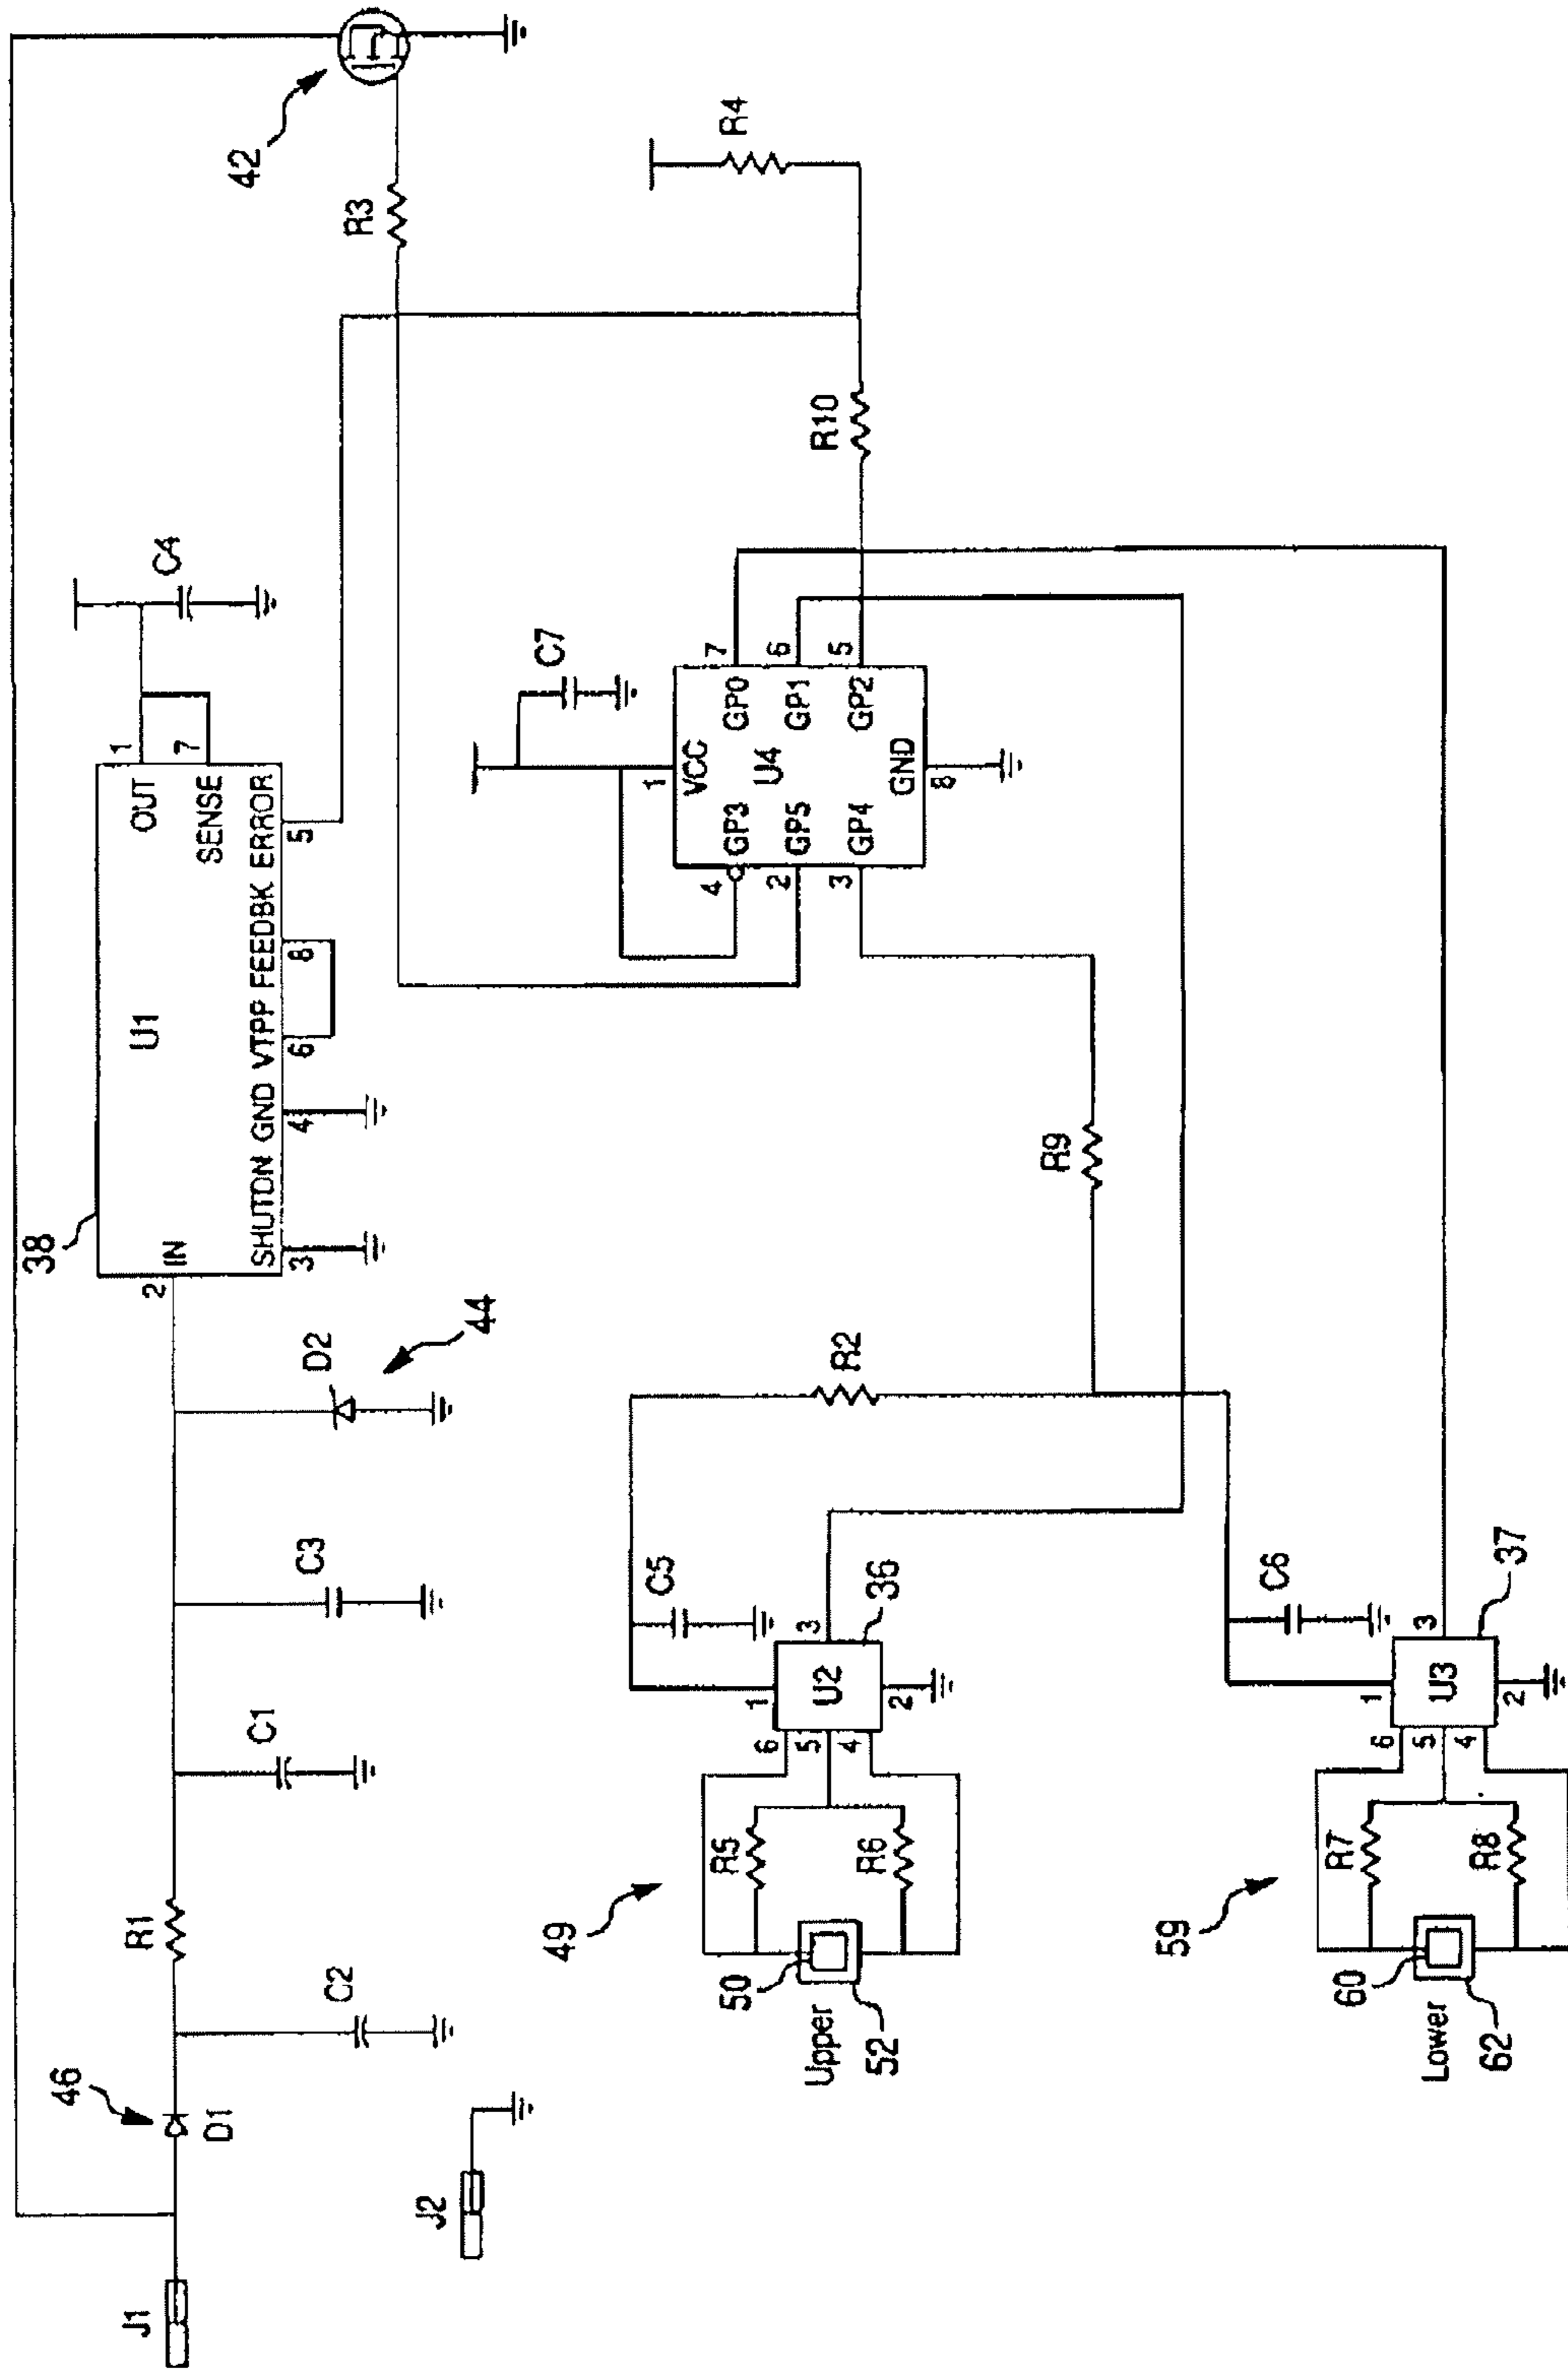 J1
J2
46
D1
C2
R1
C1
C3
D2
44
38
2
IN
U1
OUT
1
SENSE
7
SHUTDN GND VTPP FEEDBK ERROR
3
4
6
8
5
C4
42
R3
R4
R10
C7
1
VCC
4
GP3
GP0
7
2
GP5
U4
GP1
6
3
GP4
GP2
5
GND
8
R9
R2
C5
36
49
50
Upper
52
R5
R6
6
5
4
1
U2
3
2
C6
37
59
60
Lower
62
R7
R8
6
5
4
1
U3
3
2